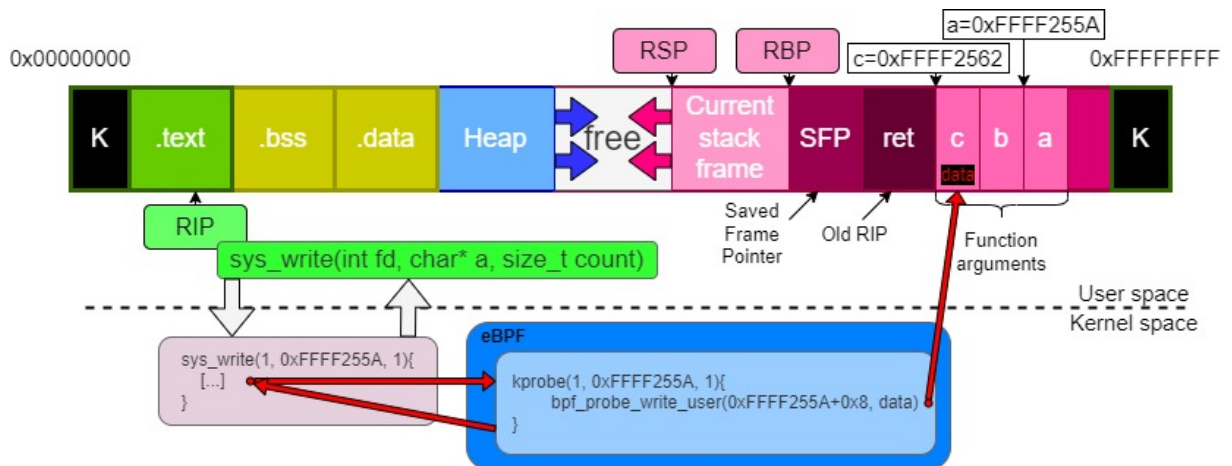 a=0xFFFF255A
RSP
RBP
c=0xFFFF2562
0x00000000
0xFFFFFFFF
K
.text
.bss
.data
Heap
free
Current
stack
frame
SFP
ret
c
b
a
K
data
RIP
Saved
Frame
Pointer
Old RIP
Function
arguments
sys_write(int fd, char* a, size_t count)
User space
Kernel space
eBPF
sys_write(1, 0xFFFF255A, 1){
[...]
}
kprobe(1, 0xFFFF255A, 1){
bpf_probe_write_user(0xFFFF255A+0x8, data)
}